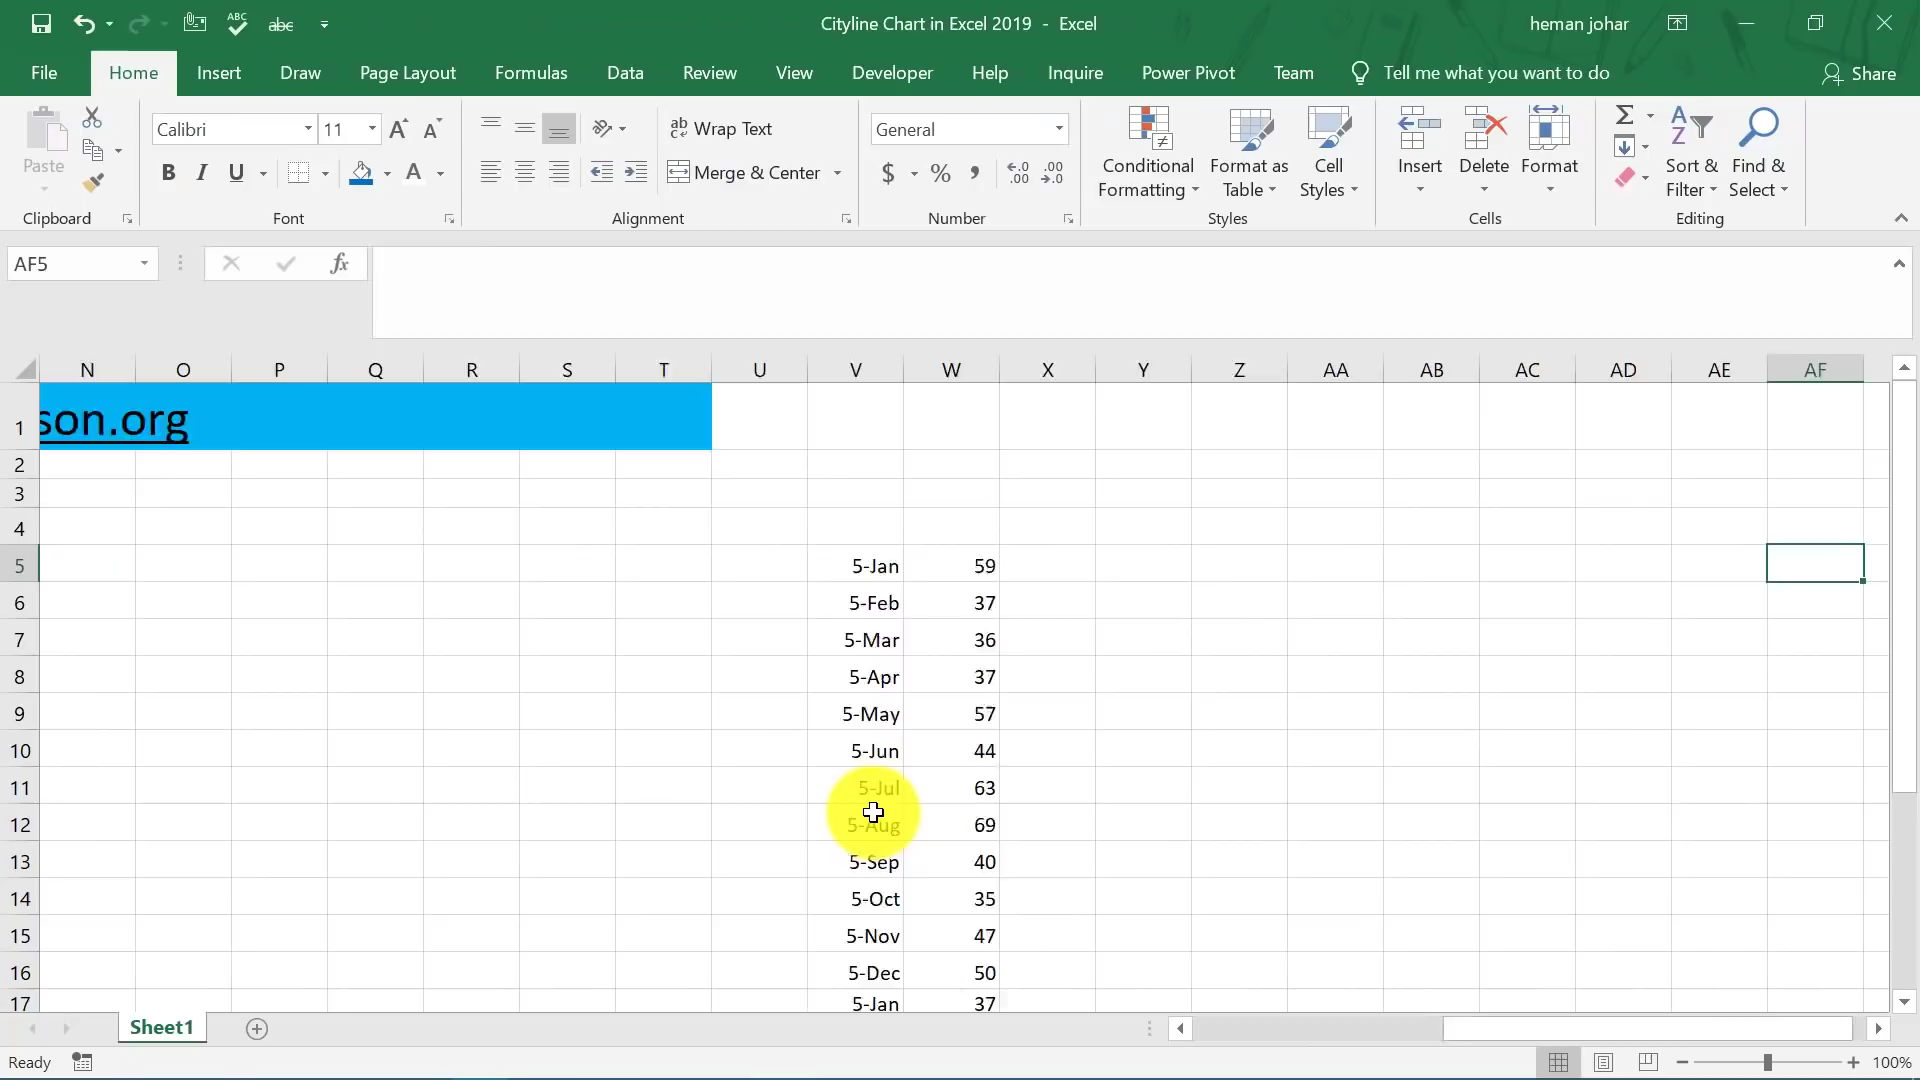 ABC
abc
Cityline Chart in Excel 2019 - Excel
heman johar
File Home Insert Draw Page Layout Formulas Data Review View Developer Help Inquire Power Pivot Team Tell me what you want to do Share
Paste
Clipboard
Calibri 11 A A
B I U A
Font
ab Wrap Text
Merge & Center
Alignment
General
$ % , .00 .00
Number
Conditional Formatting
Format as Table
Cell Styles
Styles
Insert
Delete
Format
Cells
Σ
Sort & Filter
Find & Select
Editing
AF5 fx
N O P Q R S T U V W X Y Z AA AB AC AD AE AF
1 son.org
2
3
4
5 5-Jan 59
6 5-Feb 37
7 5-Mar 36
8 5-Apr 37
9 5-May 57
10 5-Jun 44
11 5-Jul 63
12 5-Aug 69
13 5-Sep 40
14 5-Oct 35
15 5-Nov 47
16 5-Dec 50
17 5-Jan 37
Sheet1
Ready 100%